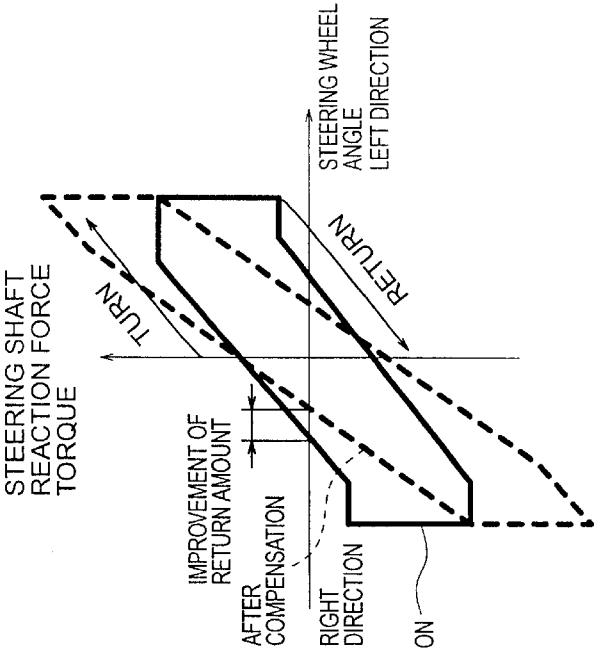 STEERING SHAFT
REACTION FORCE
TORQUE
TURN
STEERING WHEEL
ANGLE
LEFT DIRECTION
RETURN
IMPROVEMENT OF
RETURN AMOUNT
AFTER
COMPENSATION
RIGHT
DIRECTION
ON